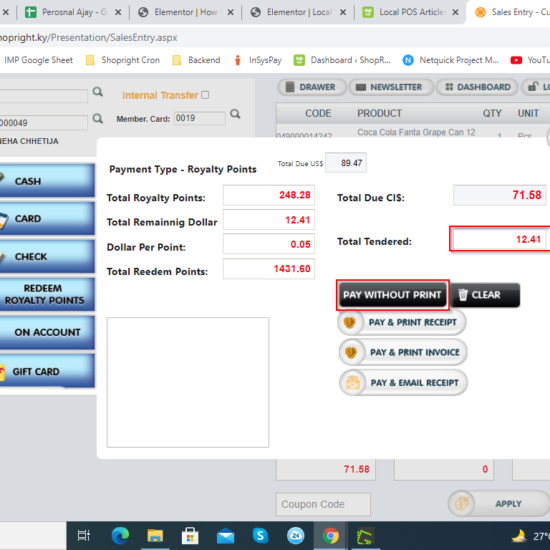 Perosnal Ajay - G
Elementor | How
Elementor | Local
Local POS Article
Sales Entry - Cu
shopright.ky/Presentation/SalesEntry.aspx
IMP Google Sheet
Shopright Cron
Backend
InSysPay
Dashboard ‹ ShopR...
Netquick Project M...
YouTu
Internal Transfer
DRAWER
NEWSLETTER
DASHBOARD
LO
Member. Card: 0019
CODE PRODUCT QTY UNIT
000049
049000014242 Coca Cola Fanta Grape Can 12 Pcs
NEHA CHHETIJA
CASH
CARD
CHECK
REDEEM
ROYALTY POINTS
ON ACCOUNT
GIFT CARD
Payment Type - Royalty Points
Total Due US$ 89.47
Total Royalty Points: 248.28
Total Due CI$: 71.58
Total Remainnig Dollar 12.41
Dollar Per Point: 0.05
Total Tendered: 12.41
Total Reedem Points: 1431.60
PAY WITHOUT PRINT
CLEAR
PAY & PRINT RECEIPT
PAY & PRINT INVOICE
PAY & EMAIL RECEIPT
71.58
0
Coupon Code
APPLY
27°